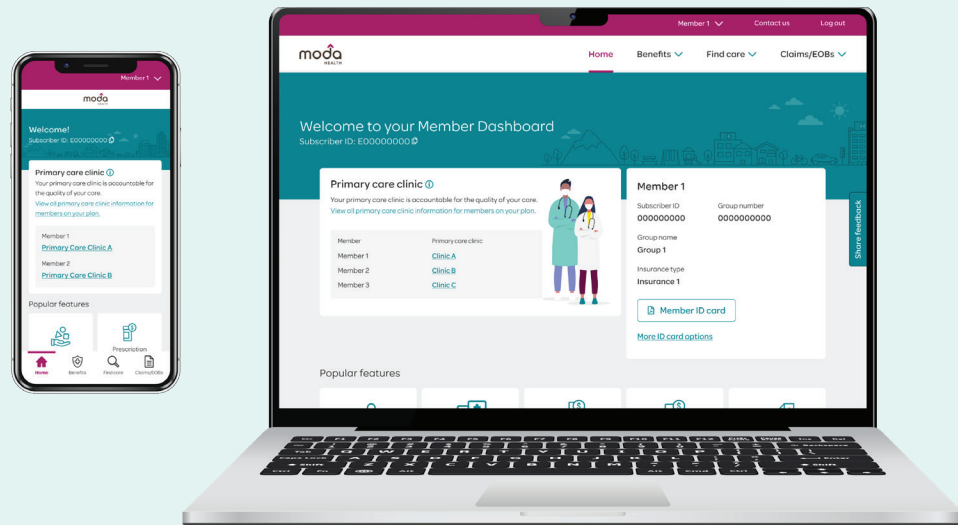 Member 1
moda
HEALTH
Welcome!
Subscriber ID: E00000000
Primary care clinic
Your primary care clinic is accountable for
the quality of your care.
View all primary care clinic information for
members on your plan.
Member 1
Primary Care Clinic A
Member 2
Primary Care Clinic B
Popular features
Prescription
Home Benefits Find care Claims/EOBs
Member 1 Contact us Log out
moda
HEALTH
Home Benefits Find care Claims/EOBs
Welcome to your Member Dashboard
Subscriber ID: E00000000
Primary care clinic
Your primary care clinic is accountable for the quality of your care.
View all primary care clinic information for members on your plan.
Member Primary care clinic
Member 1 Clinic A
Member 2 Clinic B
Member 3 Clinic C
Member 1
Subscriber ID Group number
000000000 0000000000
Group name
Group 1
Insurance type
Insurance 1
Member ID card
More ID card options
Share feedback
Popular features